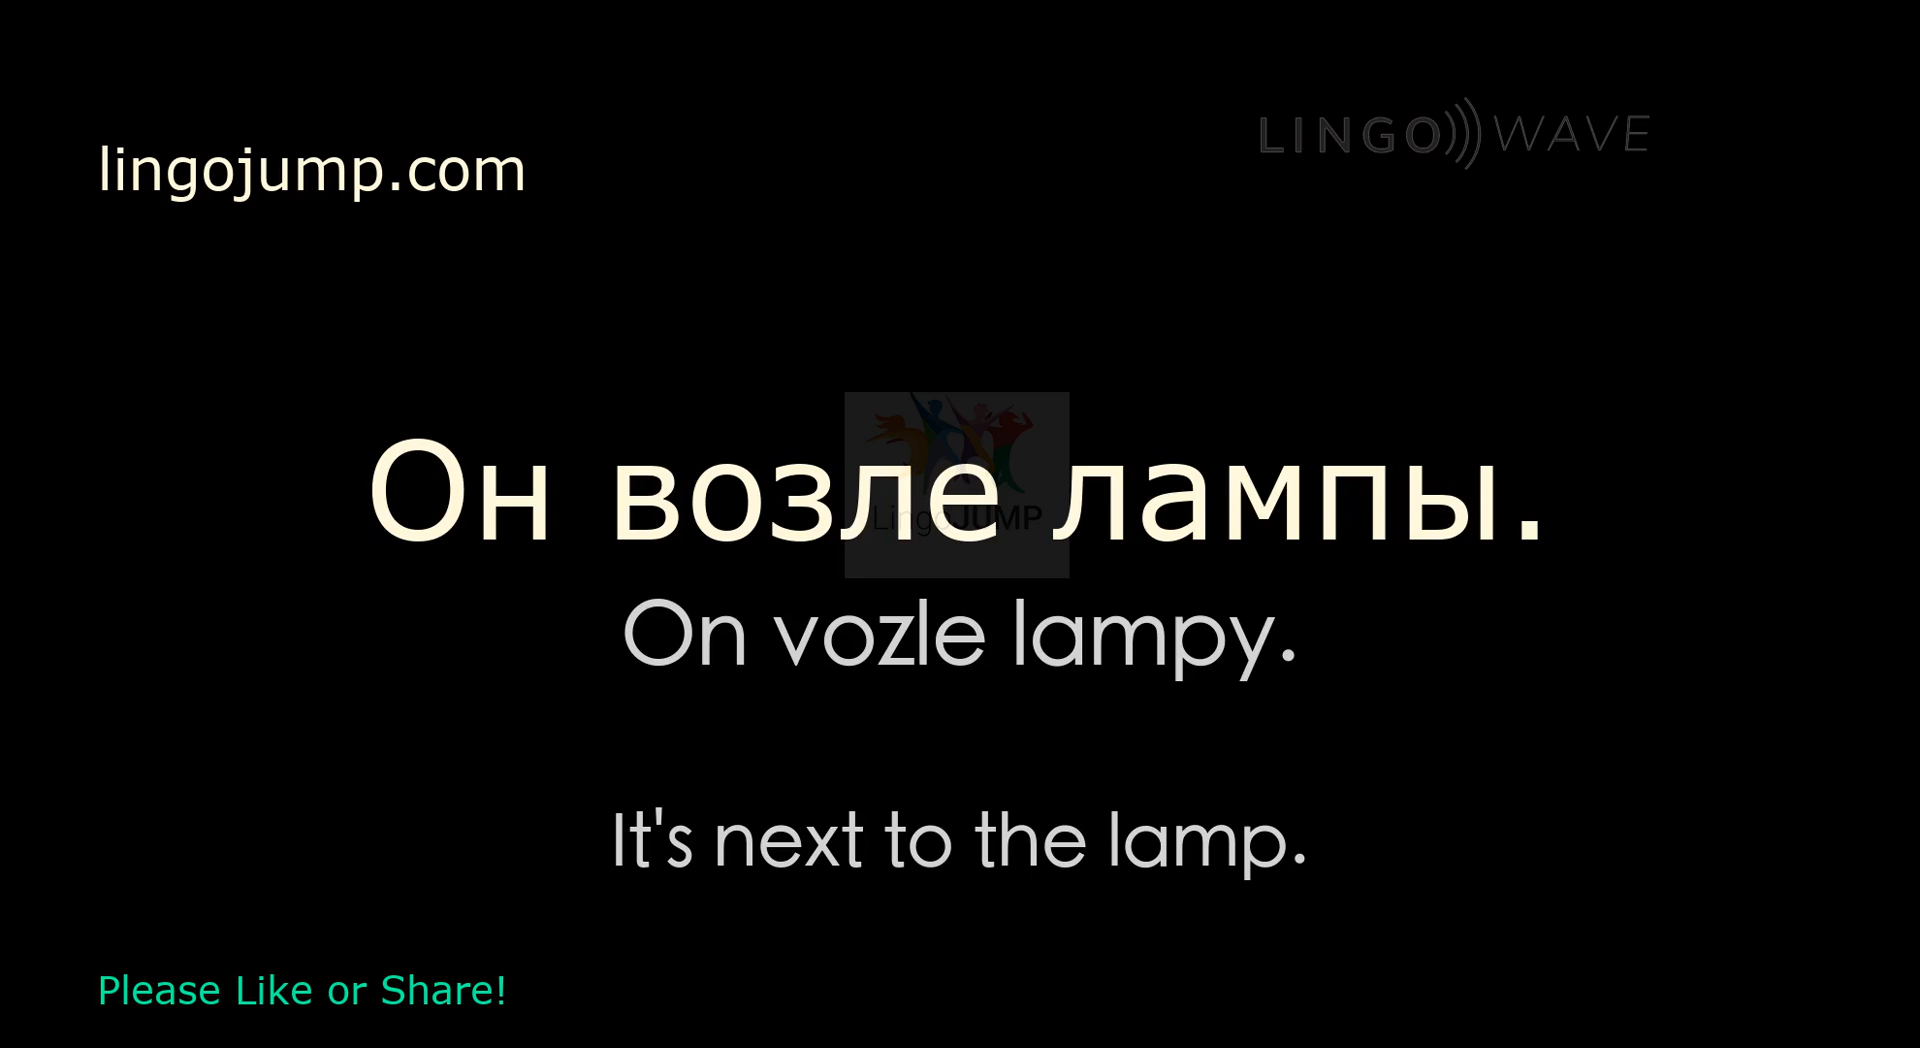 LINGO WAVE
lingojump.com
Он возле лампы.
LingoJUMP
On vozle lampy.
It's next to the lamp.
Please Like or Share!